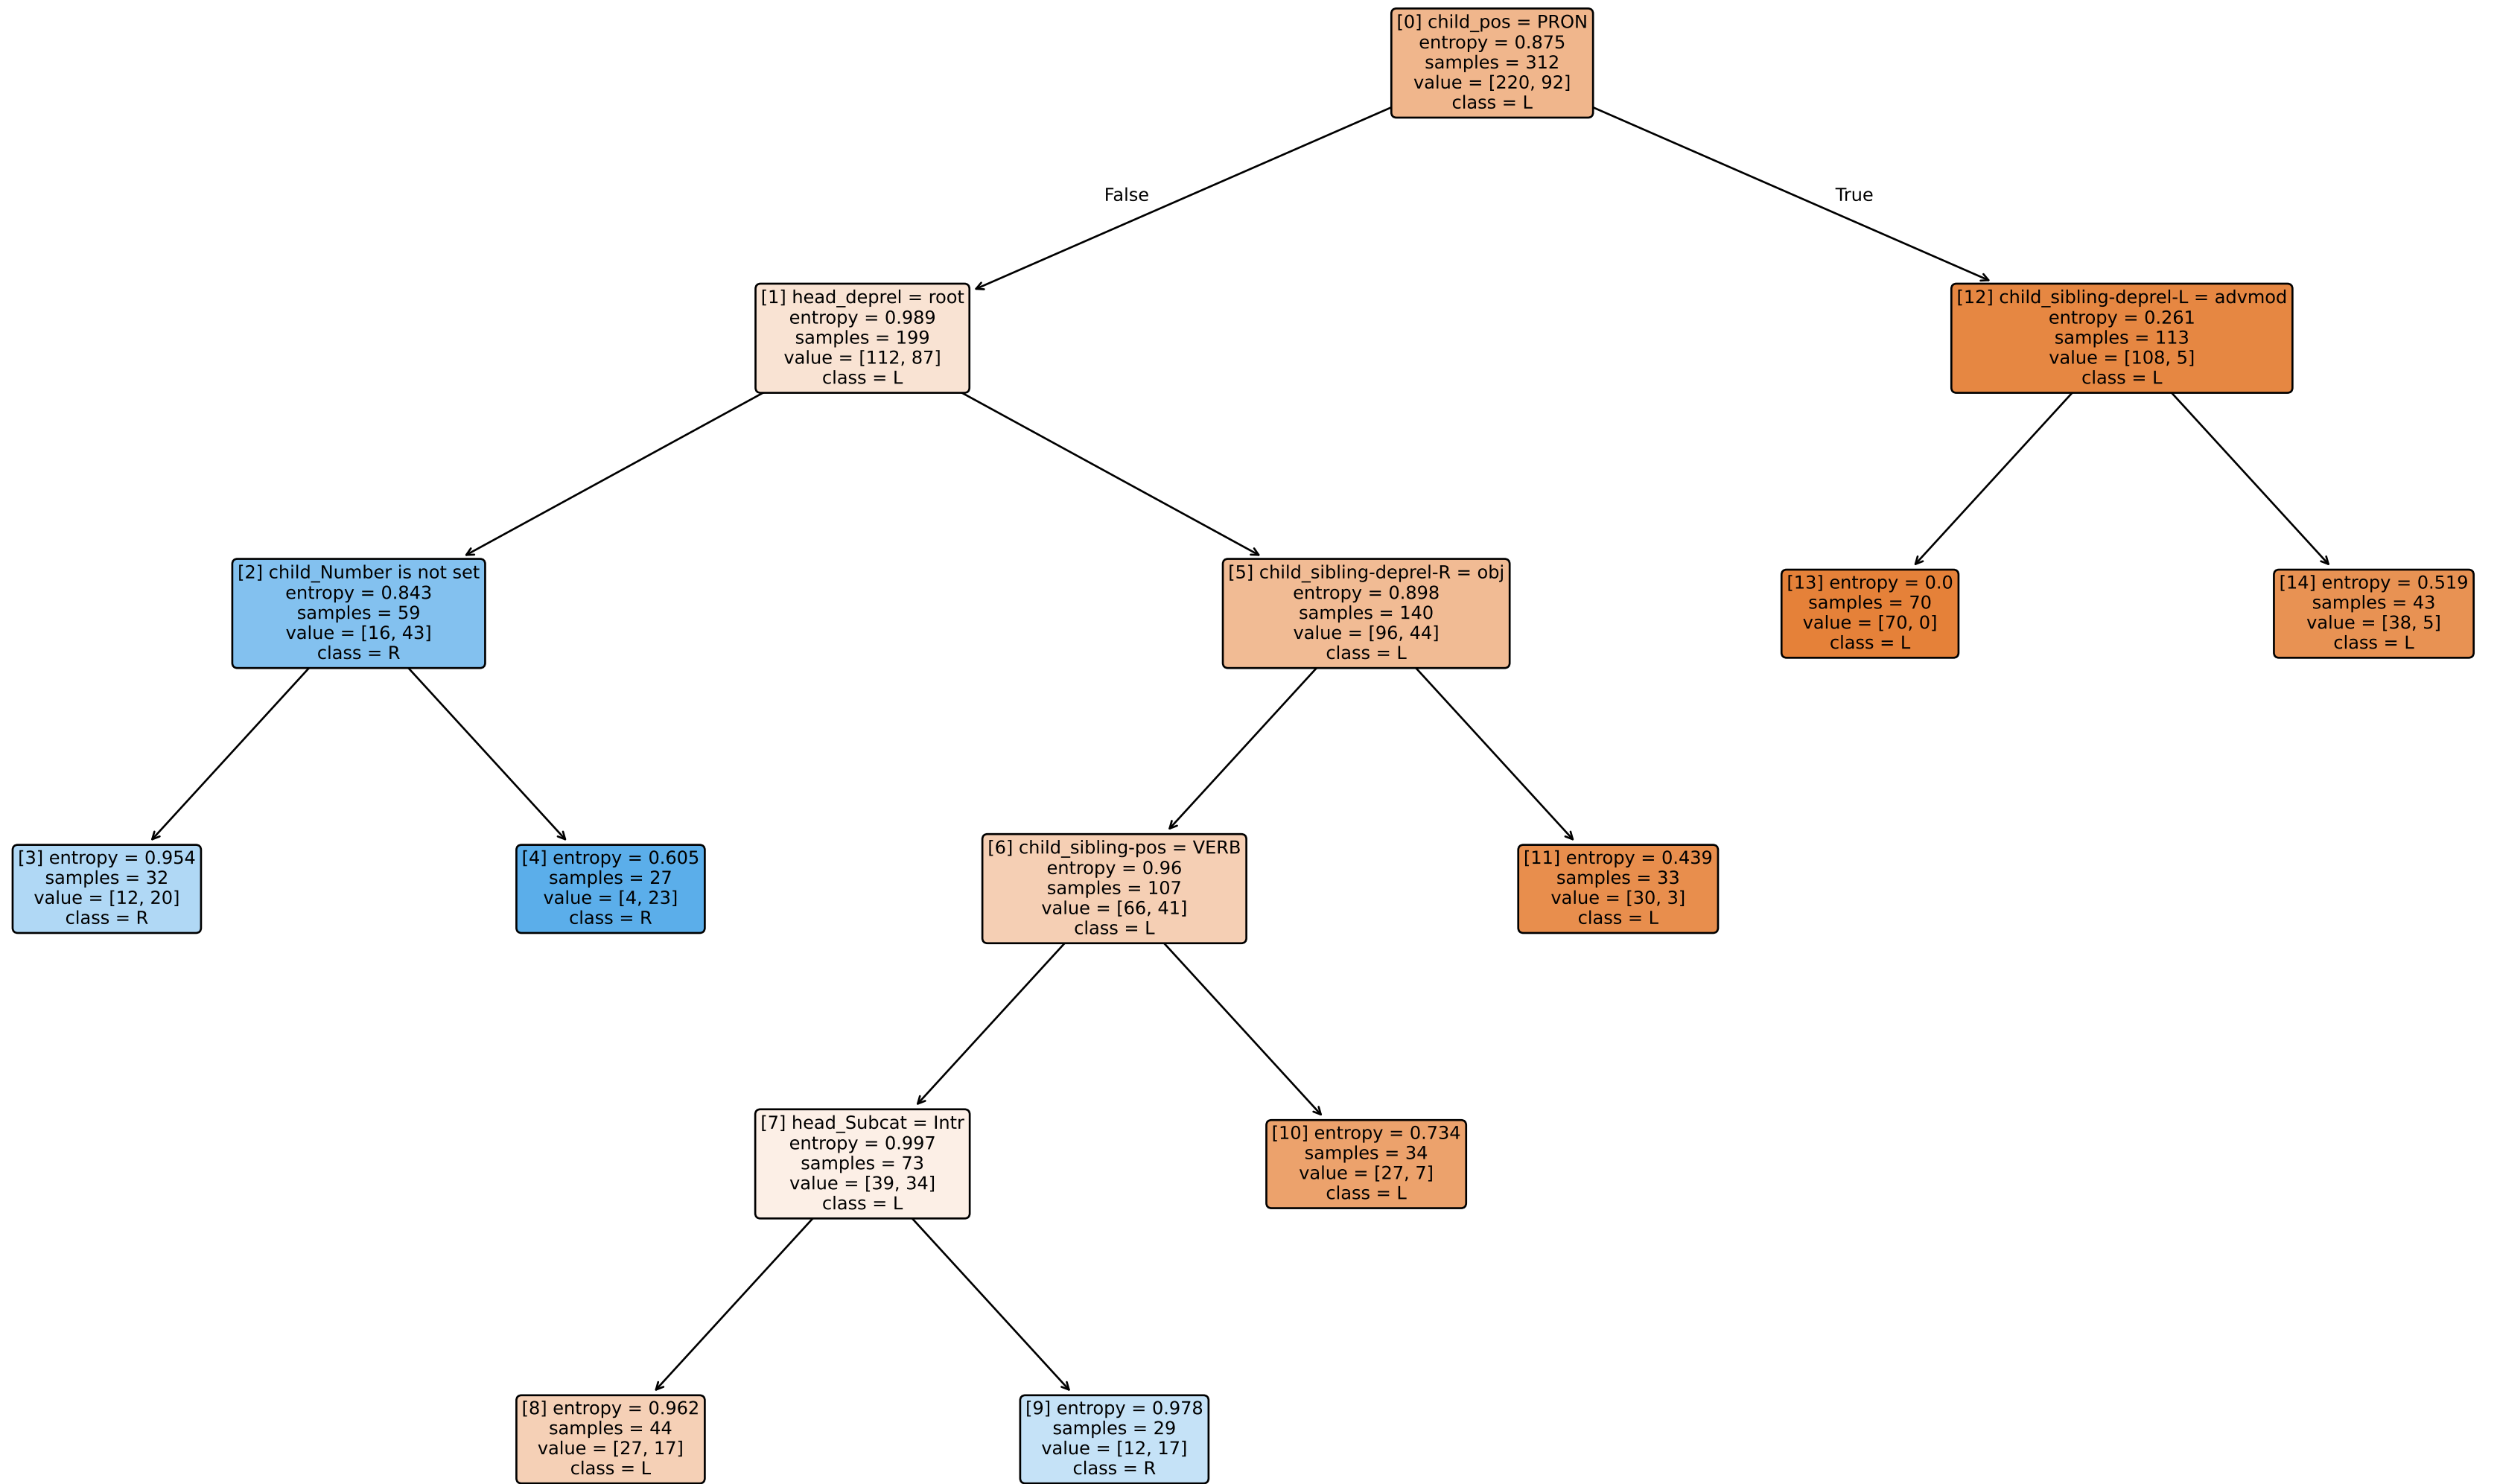 [0] child_pos = PRON
entropy = 0.875
samples = 312
value = [220, 92]
class = L
False
True
[1] head_deprel = root
entropy = 0.989
samples = 199
value = [112, 87]
class = L
[12] child_sibling-deprel-L = advmod
entropy = 0.261
samples = 113
value = [108, 5]
class = L
[2] child_Number is not set
entropy = 0.843
samples = 59
value = [16, 43]
class = R
[5] child_sibling-deprel-R = obj
entropy = 0.898
samples = 140
value = [96, 44]
class = L
[13] entropy = 0.0
samples = 70
value = [70, 0]
class = L
[14] entropy = 0.519
samples = 43
value = [38, 5]
class = L
[3] entropy = 0.954
samples = 32
value = [12, 20]
class = R
[4] entropy = 0.605
samples = 27
value = [4, 23]
class = R
[6] child_sibling-pos = VERB
entropy = 0.96
samples = 107
value = [66, 41]
class = L
[11] entropy = 0.439
samples = 33
value = [30, 3]
class = L
[7] head_Subcat = Intr
entropy = 0.997
samples = 73
value = [39, 34]
class = L
[10] entropy = 0.734
samples = 34
value = [27, 7]
class = L
[8] entropy = 0.962
samples = 44
value = [27, 17]
class = L
[9] entropy = 0.978
samples = 29
value = [12, 17]
class = R